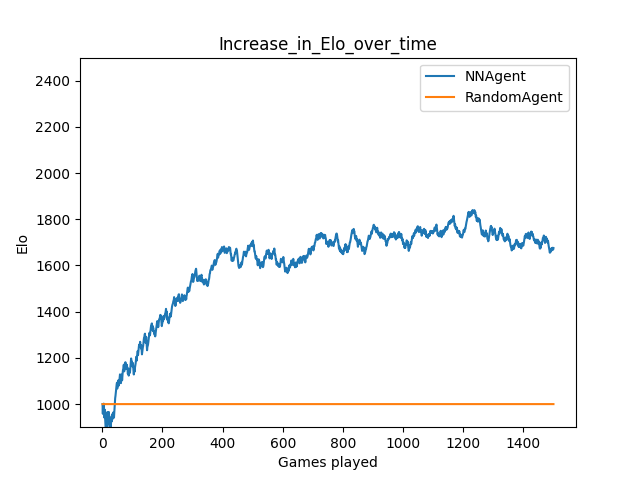 Increase_in_Elo_over_time
NNAgent
RandomAgent
2400
2200
2000
1800
1600
1400
1200
1000
Elo
0 200 400 600 800 1000 1200 1400
Games played